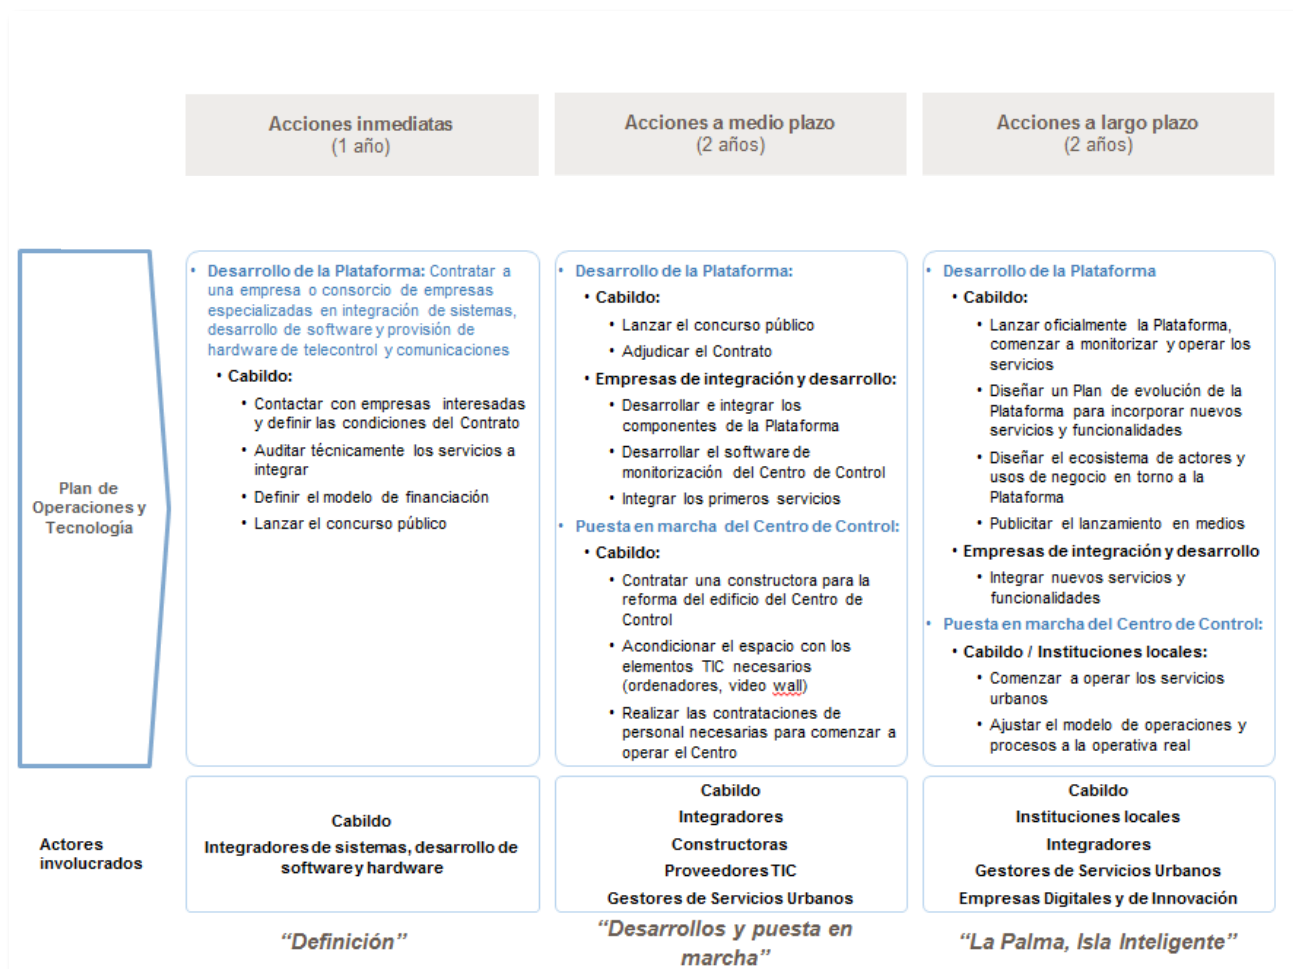 Acciones inmediatas
(1 año)
Acciones a medio plazo
(2 años)
Acciones a largo plazo
(2 años)
Plan de
Operaciones y
Tecnología
• Desarrollo de la Plataforma: Contratar a
una empresa o consorcio de empresas
especializadas en integración de sistemas,
desarrollo de software y provisión de
hardware de telecontrol y comunicaciones
• Cabildo:
• Contactar con empresas interesadas
y definir las condiciones del Contrato
• Auditar técnicamente los servicios a
integrar
• Definir el modelo de financiación
• Lanzar el concurso público
• Desarrollo de la Plataforma:
• Cabildo:
• Lanzar el concurso público
• Adjudicar el Contrato
• Empresas de integración y desarrollo:
• Desarrollar e integrar los
componentes de la Plataforma
• Desarrollar el software de
monitorización del Centro de Control
• Integrar los primeros servicios
• Puesta en marcha del Centro de Control:
• Cabildo:
• Contratar una constructora para la
reforma del edificio del Centro de
Control
• Acondicionar el espacio con los
elementos TIC necesarios
(ordenadores, video wall)
• Realizar las contrataciones de
personal necesarias para comenzar a
operar el Centro
• Desarrollo de la Plataforma
• Cabildo:
• Lanzar oficialmente la Plataforma,
comenzar a monitorizar y operar los
servicios
• Diseñar un Plan de evolución de la
Plataforma para incorporar nuevos
servicios y funcionalidades
• Diseñar el ecosistema de actores y
usos de negocio en torno a la
Plataforma
• Publicitar el lanzamiento en medios
• Empresas de integración y desarrollo
• Integrar nuevos servicios y
funcionalidades
• Puesta en marcha del Centro de Control:
• Cabildo / Instituciones locales:
• Comenzar a operar los servicios
urbanos
• Ajustar el modelo de operaciones y
procesos a la operativa real
Actores
involucrados
Cabildo
Integradores de sistemas, desarrollo de
software y hardware
Cabildo
Integradores
Constructoras
Proveedores TIC
Gestores de Servicios Urbanos
Cabildo
Instituciones locales
Integradores
Gestores de Servicios Urbanos
Empresas Digitales y de Innovación
“Definición”
“Desarrollos y puesta en
marcha”
“La Palma, Isla Inteligente”